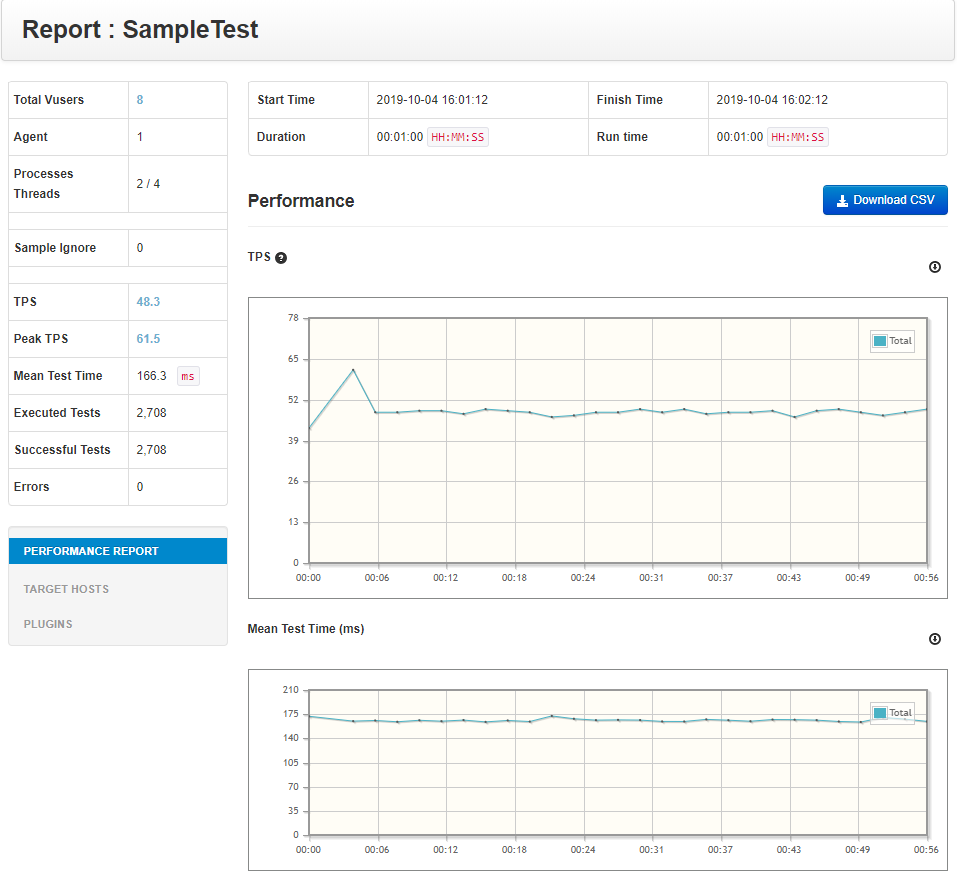 Report : SampleTest
Total Vusers 8
Agent 1
Processes
Threads
2 / 4
Sample Ignore 0
TPS 48.3
Peak TPS 61.5
Mean Test Time 166.3 ms
Executed Tests 2,708
Successful Tests 2,708
Errors 0
PERFORMANCE REPORT
TARGET HOSTS
PLUGINS
Start Time 2019-10-04 16:01:12 Finish Time 2019-10-04 16:02:12
Duration 00:01:00 HH:MM:SS Run time 00:01:00 HH:MM:SS
Performance Download CSV
TPS ?
78
65
52
39
26
13
0
Total
00:00 00:06 00:12 00:18 00:24 00:31 00:37 00:43 00:49 00:56
Mean Test Time (ms)
210
175
140
105
70
35
0
Total
00:00 00:06 00:12 00:18 00:24 00:31 00:37 00:43 00:49 00:56